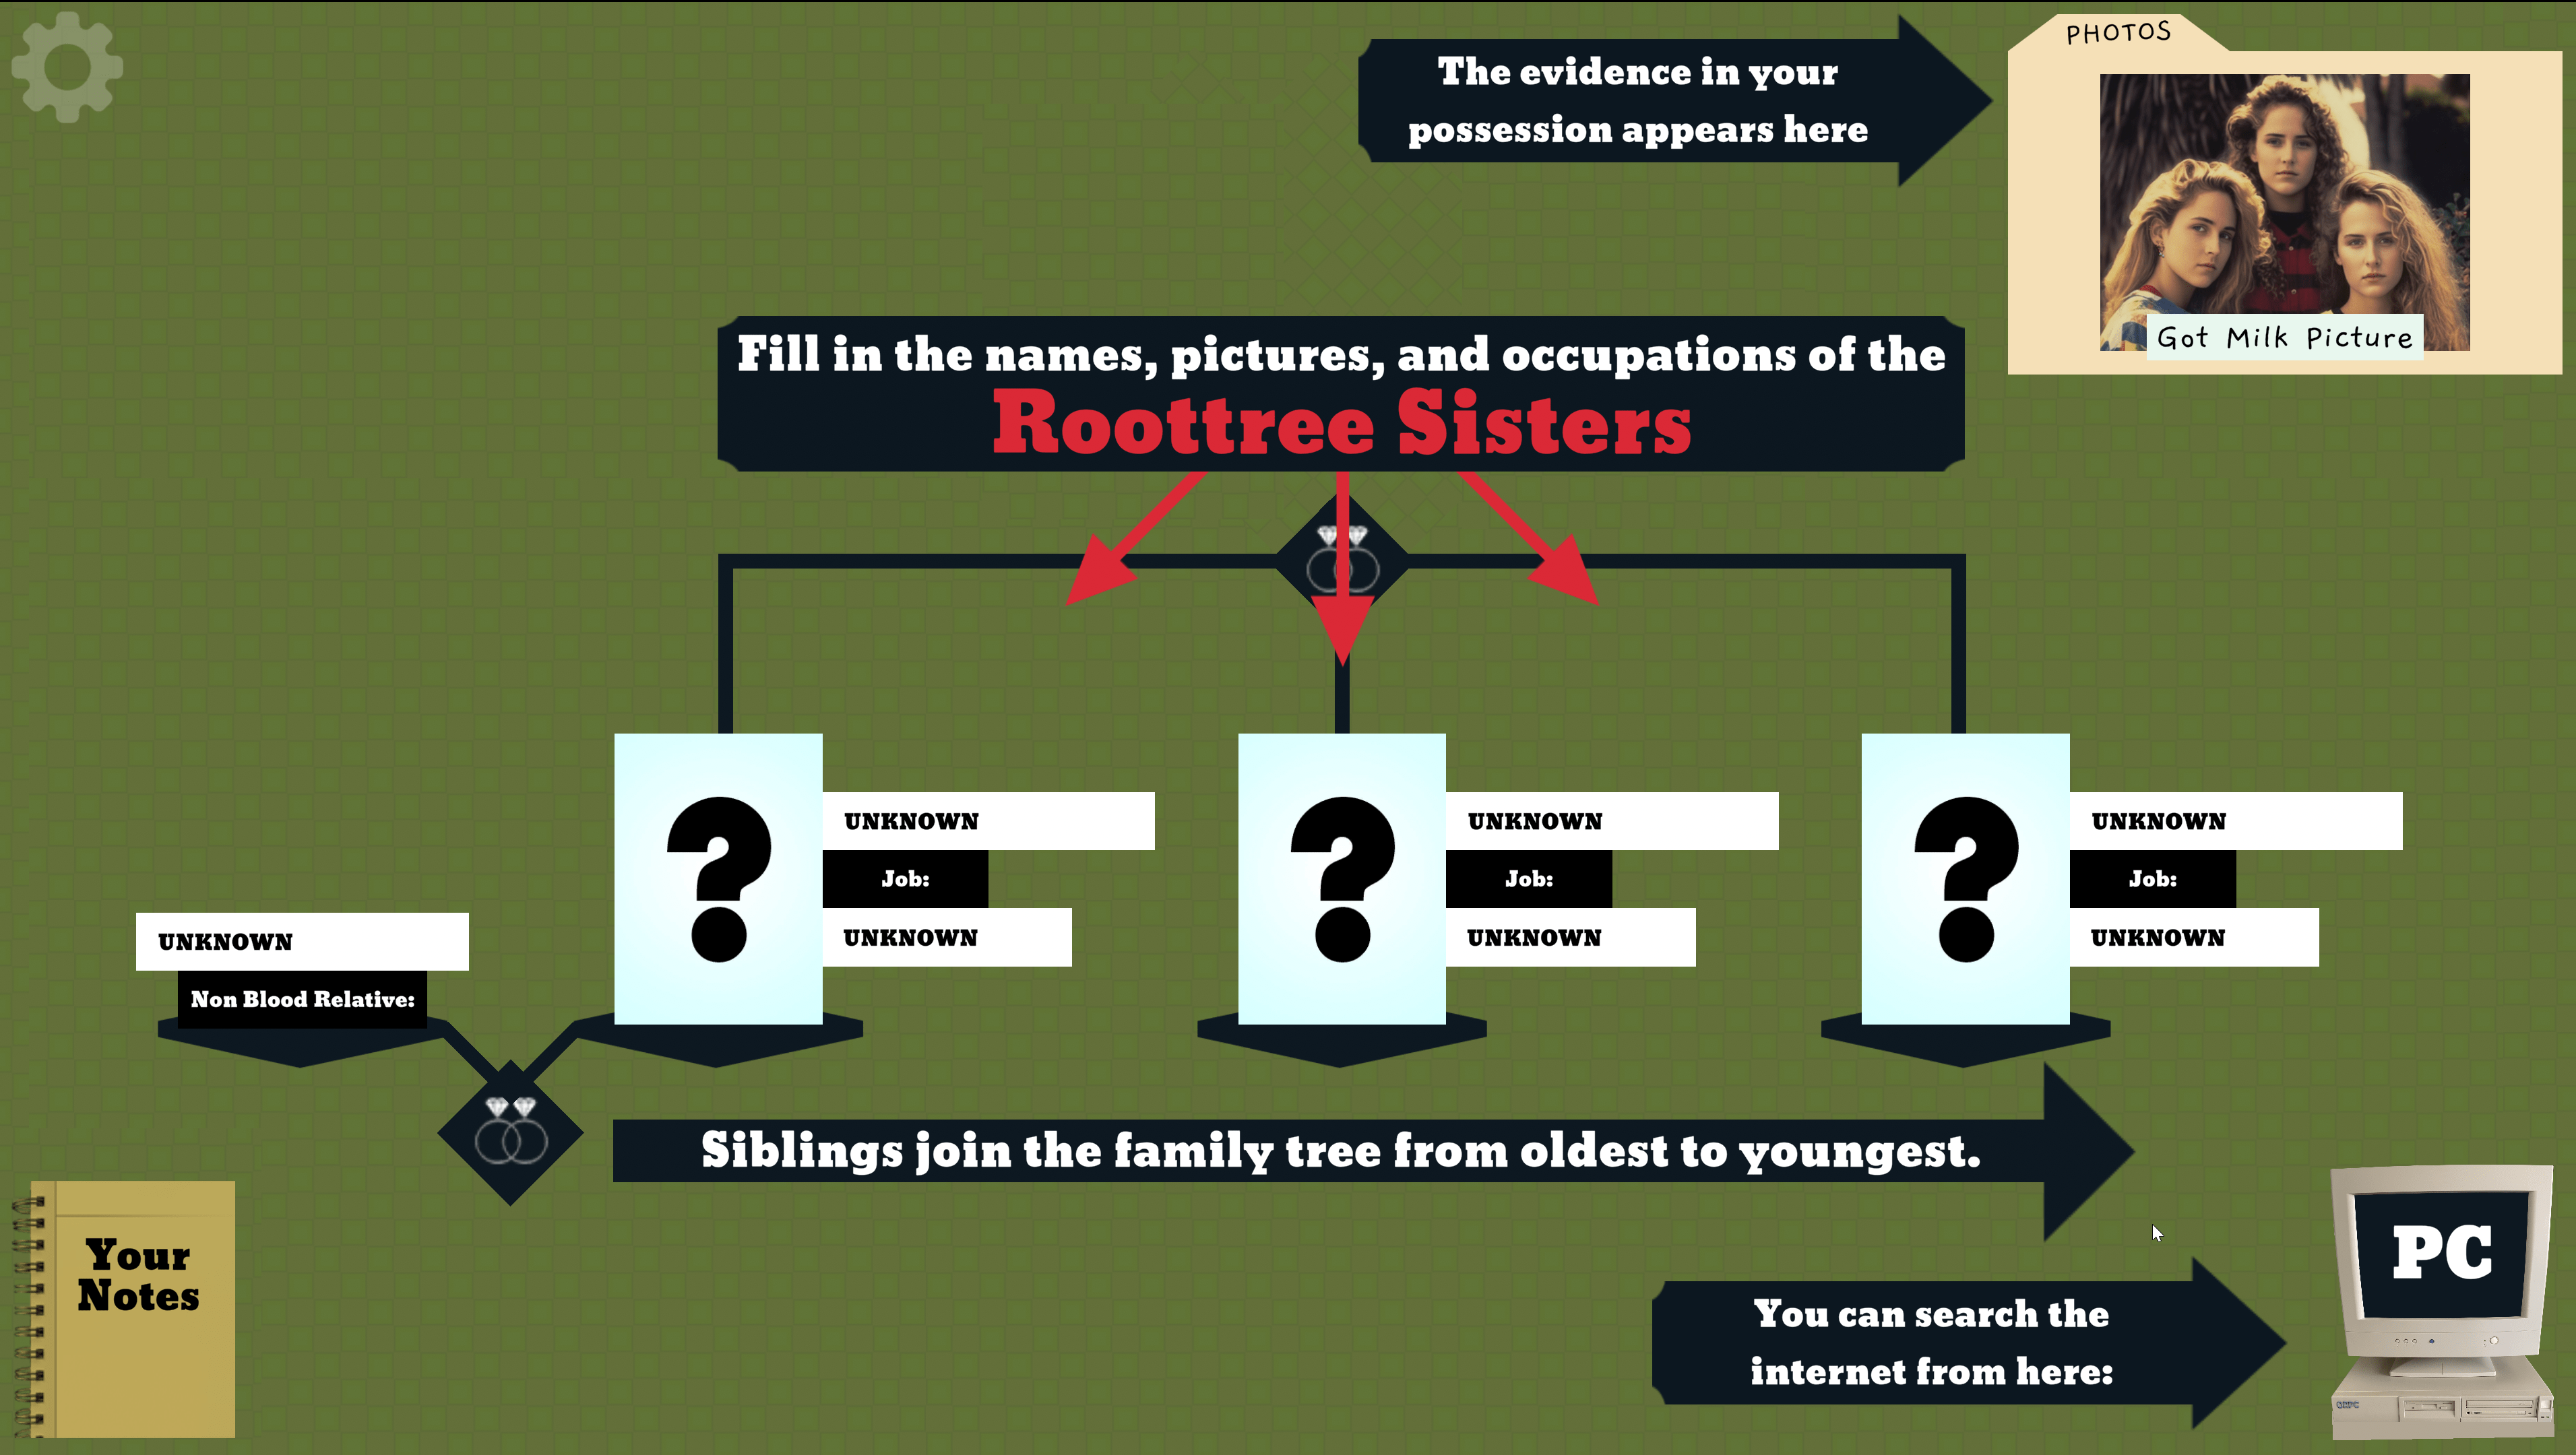 The evidence in your
possession appears here
PHOTOS
Got Milk Picture
Fill in the names, pictures, and occupations of the
Roottree Sisters
UNKNOWN
Job:
UNKNOWN
UNKNOWN
Job:
UNKNOWN
UNKNOWN
Job:
UNKNOWN
UNKNOWN
Non Blood Relative:
Siblings join the family tree from oldest to youngest.
Your
Notes
You can search the
internet from here:
PC